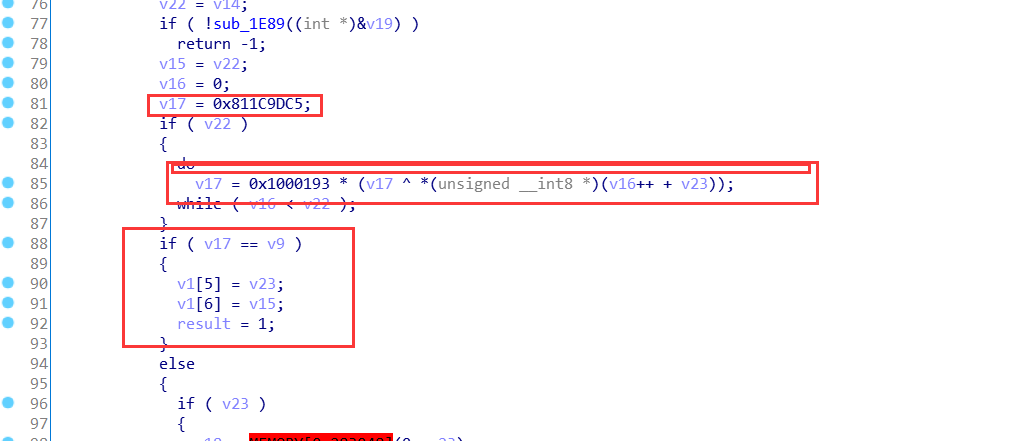 76 v22 = v14;
77 if ( !sub_1E89((int *)&v19) )
78 return -1;
79 v15 = v22;
80 v16 = 0;
81 v17 = 0x811C9DC5;
82 if ( v22 )
83 {
84 do
85 v17 = 0x1000193 * (v17 ^ *(unsigned __int8 *)(v16++ + v23));
86 while ( v16 < v22 );
87 }
88 if ( v17 == v9 )
89 {
90 v1[5] = v23;
91 v1[6] = v15;
92 result = 1;
93 }
94 else
95 {
96 if ( v23 )
97 {